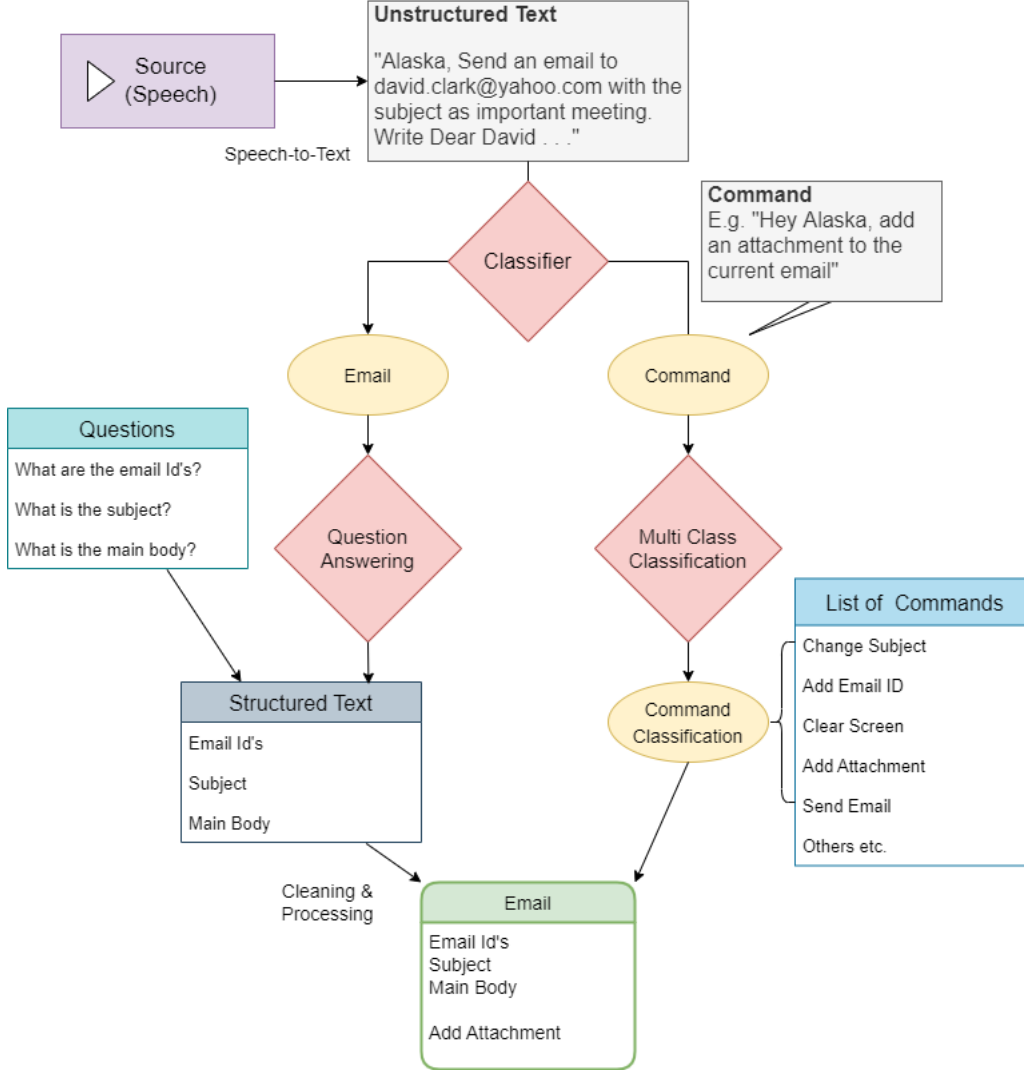 Source
(Speech)
Unstructured Text
"Alaska, Send an email to
david.clark@yahoo.com with the
subject as important meeting.
Write Dear David . . ."
Speech-to-Text
Classifier
Command
E.g. "Hey Alaska, add
an attachment to the
current email"
Email
Command
Questions
What are the email Id's?
What is the subject?
What is the main body?
Question
Answering
Multi Class
Classification
List of Commands
Change Subject
Add Email ID
Clear Screen
Add Attachment
Send Email
Others etc.
Structured Text
Email Id's
Subject
Main Body
Command
Classification
Cleaning &
Processing
Email
Email Id's
Subject
Main Body
Add Attachment